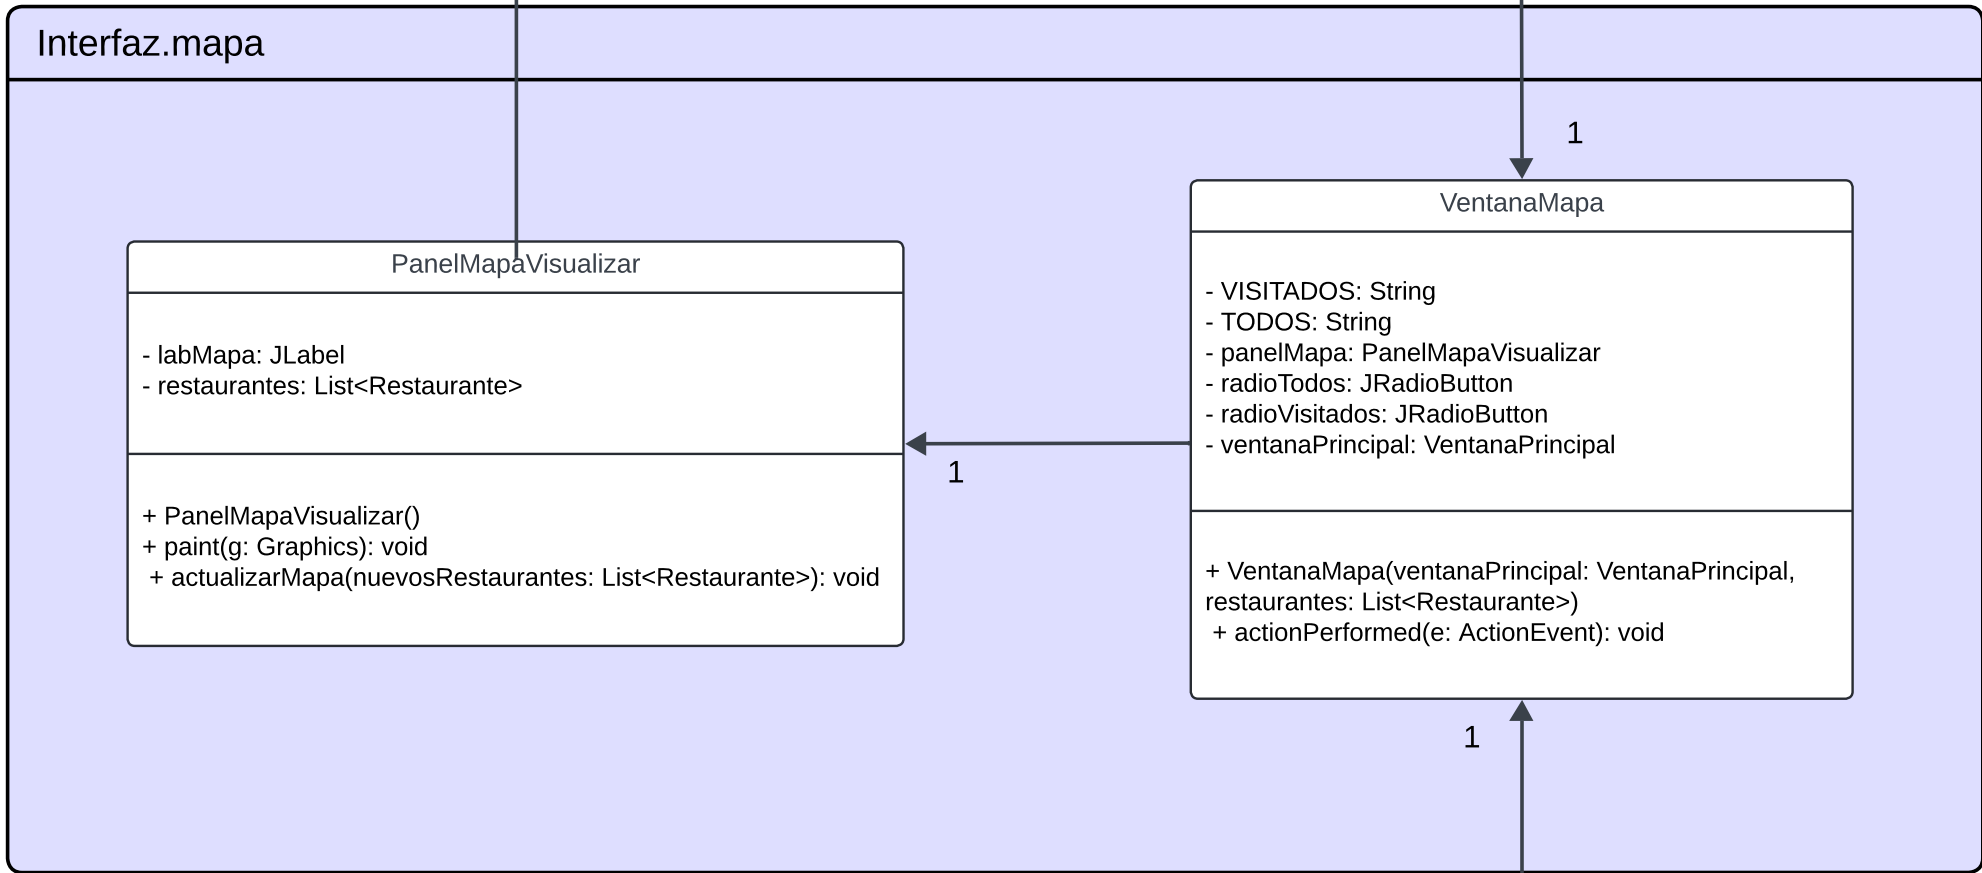 Interfaz.mapa
1
PanelMapaVisualizar
- labMapa: JLabel
- restaurantes: List<Restaurante>
+ PanelMapaVisualizar()
+ paint(g: Graphics): void
+ actualizarMapa(nuevosRestaurantes: List<Restaurante>): void
1
VentanaMapa
- VISITADOS: String
- TODOS: String
- panelMapa: PanelMapaVisualizar
- radioTodos: JRadioButton
- radioVisitados: JRadioButton
- ventanaPrincipal: VentanaPrincipal
+ VentanaMapa(ventanaPrincipal: VentanaPrincipal,
restaurantes: List<Restaurante>)
+ actionPerformed(e: ActionEvent): void
1